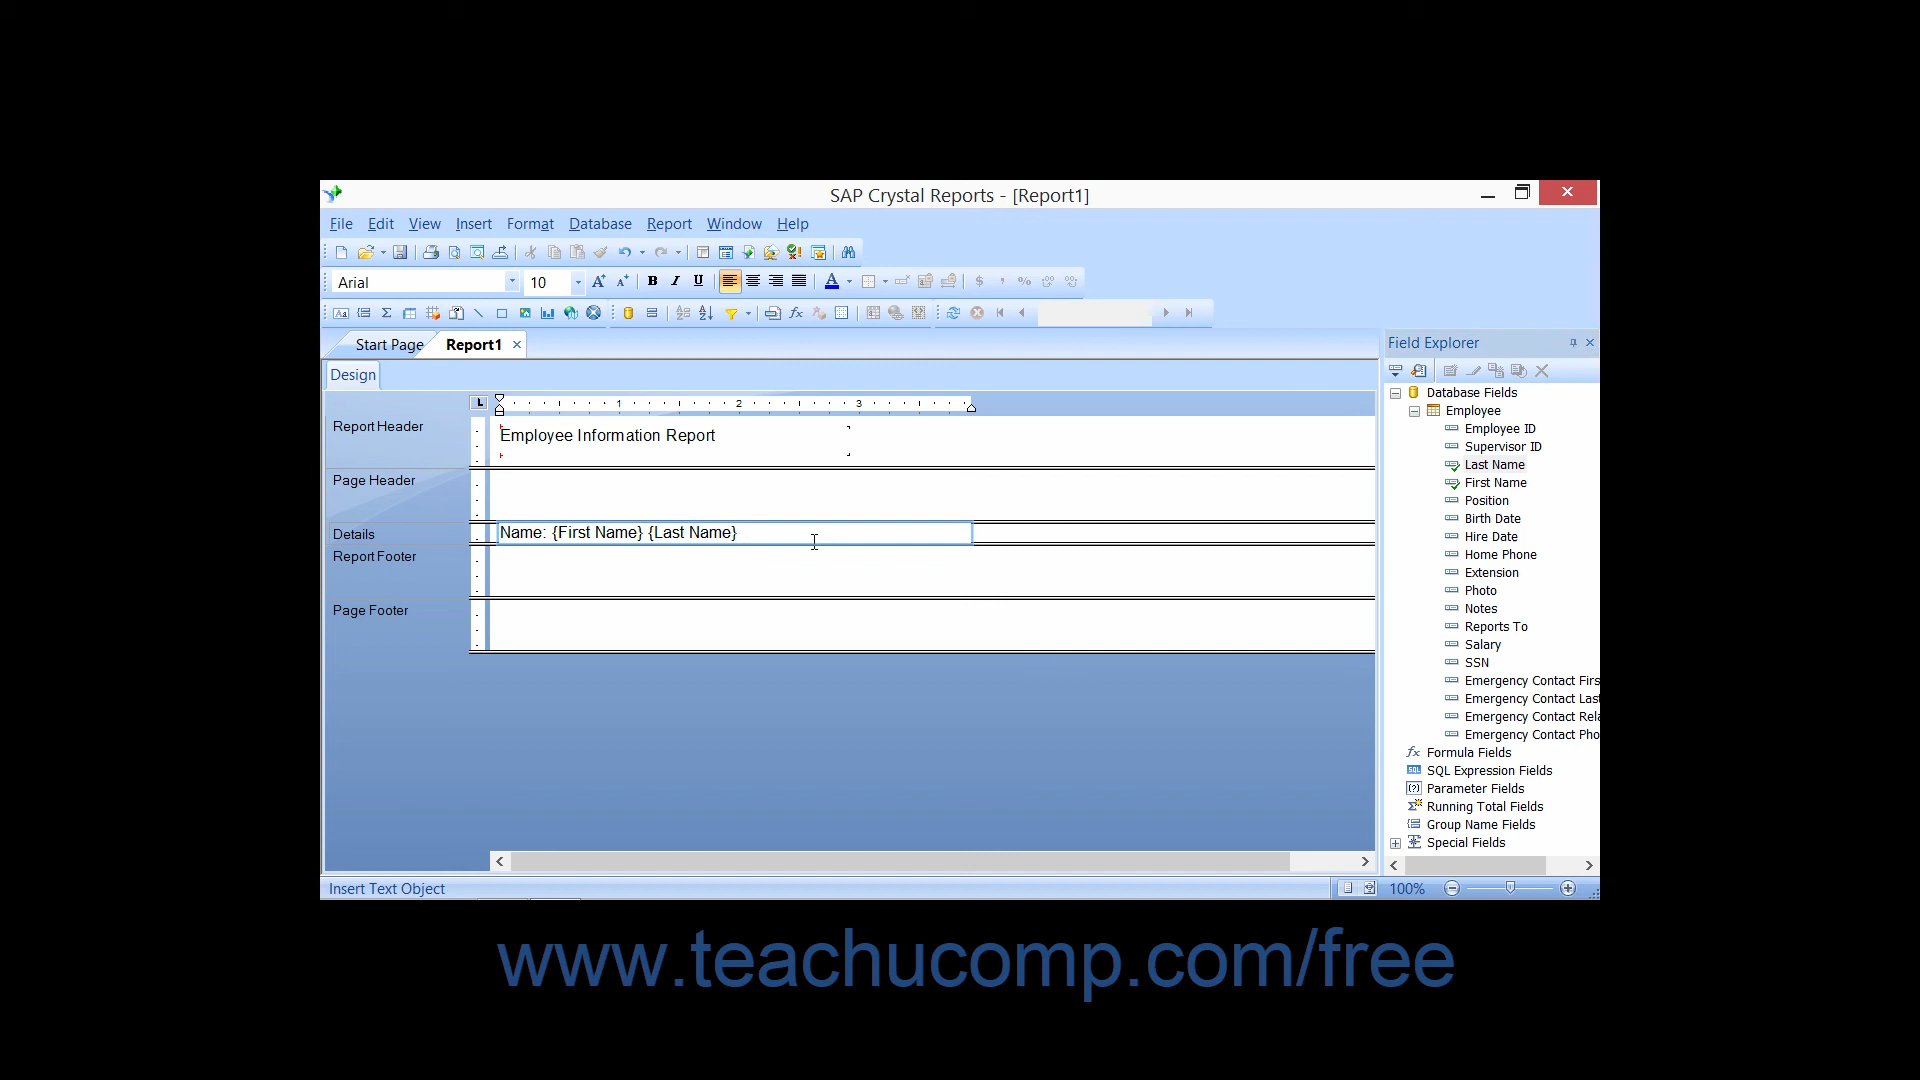 SAP Crystal Reports - [Report1]
File Edit View Insert Format Database Report Window Help
Arial 10
Start Page Report1
Field Explorer
Design
1 2 3
Report Header
Employee Information Report
Page Header
Details
Name: {First Name} {Last Name}
Report Footer
Page Footer
Database Fields
Employee
Employee ID
Supervisor ID
Last Name
First Name
Position
Birth Date
Hire Date
Home Phone
Extension
Photo
Notes
Reports To
Salary
SSN
Emergency Contact Firs
Emergency Contact Last
Emergency Contact Rela
Emergency Contact Pho
Formula Fields
SQL Expression Fields
Parameter Fields
Running Total Fields
Group Name Fields
Special Fields
Insert Text Object
100%
www.teachucomp.com/free